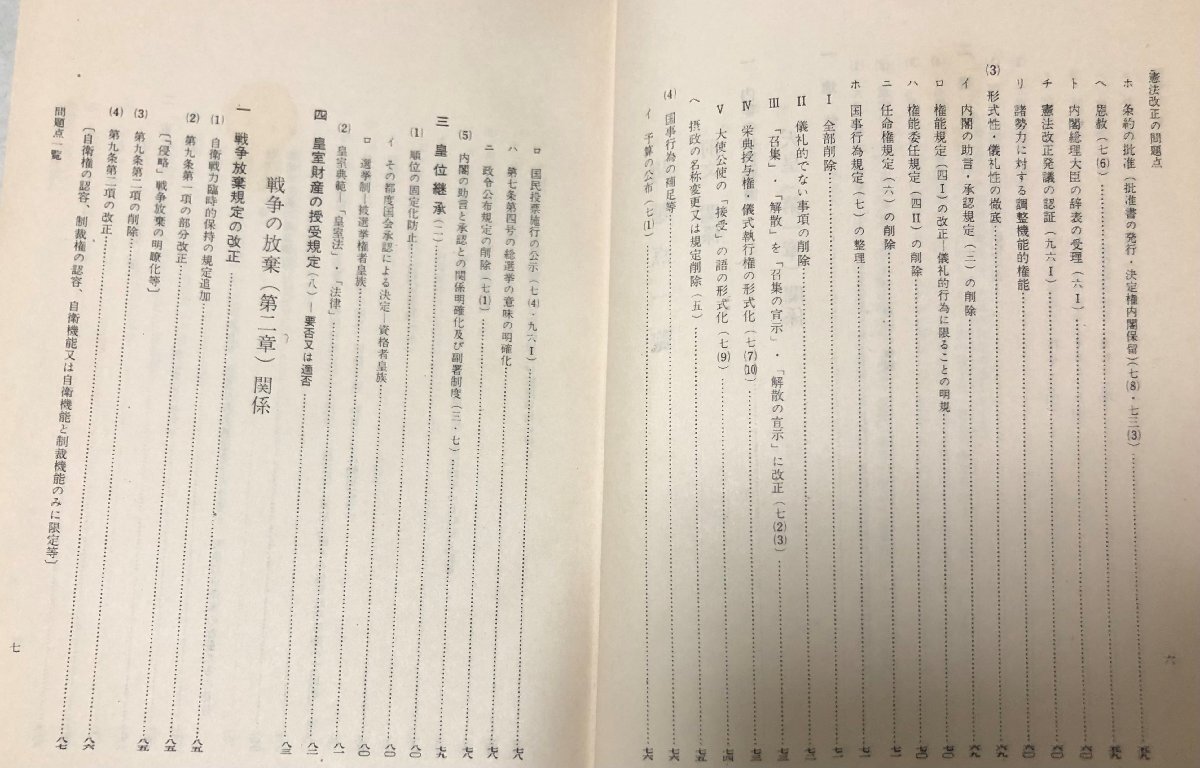 憲法改正の問題点
ホ 条約の批准(批准書の発行・決定権内閣保留)(七(8)・七三(3))
ヘ 恩赦(七(6))
ト 内閣総理大臣の辞表の受理(六Ⅰ)
チ 憲法改正発議の認証(九六Ⅰ)
リ 諸勢力に対する調整機能的権能
(3) 形式性・儀礼性の徹底
イ 内閣の助言・承認規定(三)の削除
ロ 権能規定(四Ⅰ)の改正―儀礼的行為に限ることの明規
ハ 権能委任規定(四Ⅱ)の削除
ニ 任命権規定(六)の削除
ホ 国事行為規定(七)の整理
Ⅰ 全部削除
Ⅱ 儀礼的でない事項の削除
Ⅲ 「召集」・「解散」を「召集の宣示」・「解散の宣示」に改正(七(2)(3))
Ⅳ 栄典授与権・儀式執行権の形式化(七(7)(10))七三
Ⅴ 大使公使の「接受」の語の形式化(七(9))七四
ヘ 摂政の名称変更又は規定削除(五)七五
(4) 国事行為の補足等七六
イ 予算の公布(七(1))七六
ロ 国民投票施行の公示(七(4)・九六Ⅰ)
ハ 第七条第四号の総選挙の意味の明確化
ニ 政令公布規定の削除(七(1))
(5) 内閣の助言と承認との関係明確化及び副署制度(三・七)
三 皇位継承(二)
(1) 順位の固定化防止
イ その都度国会承認による決定―資格者皇族
ロ 選挙制―被選挙権者皇族
(2) 皇室典範―「皇室法」・「法律」八一
四 皇室財産の授受規定(八)―要否又は適否八二
戦争の放棄(第二章)関係
一 戦争放棄規定の改正八三
(1) 自衛戦力臨時的保持の規定追加
(2) 第九条第一項の部分改正八五
〔「侵略」戦争放棄の明瞭化等〕
(3) 第九条第二項の削除八五
(4) 第九条第二項の改正八六
〔自衛権の認容、制裁権の認容、自衛機能又は自衛機能と制裁機能のみに限定等〕八七
問題点一覧
七
六